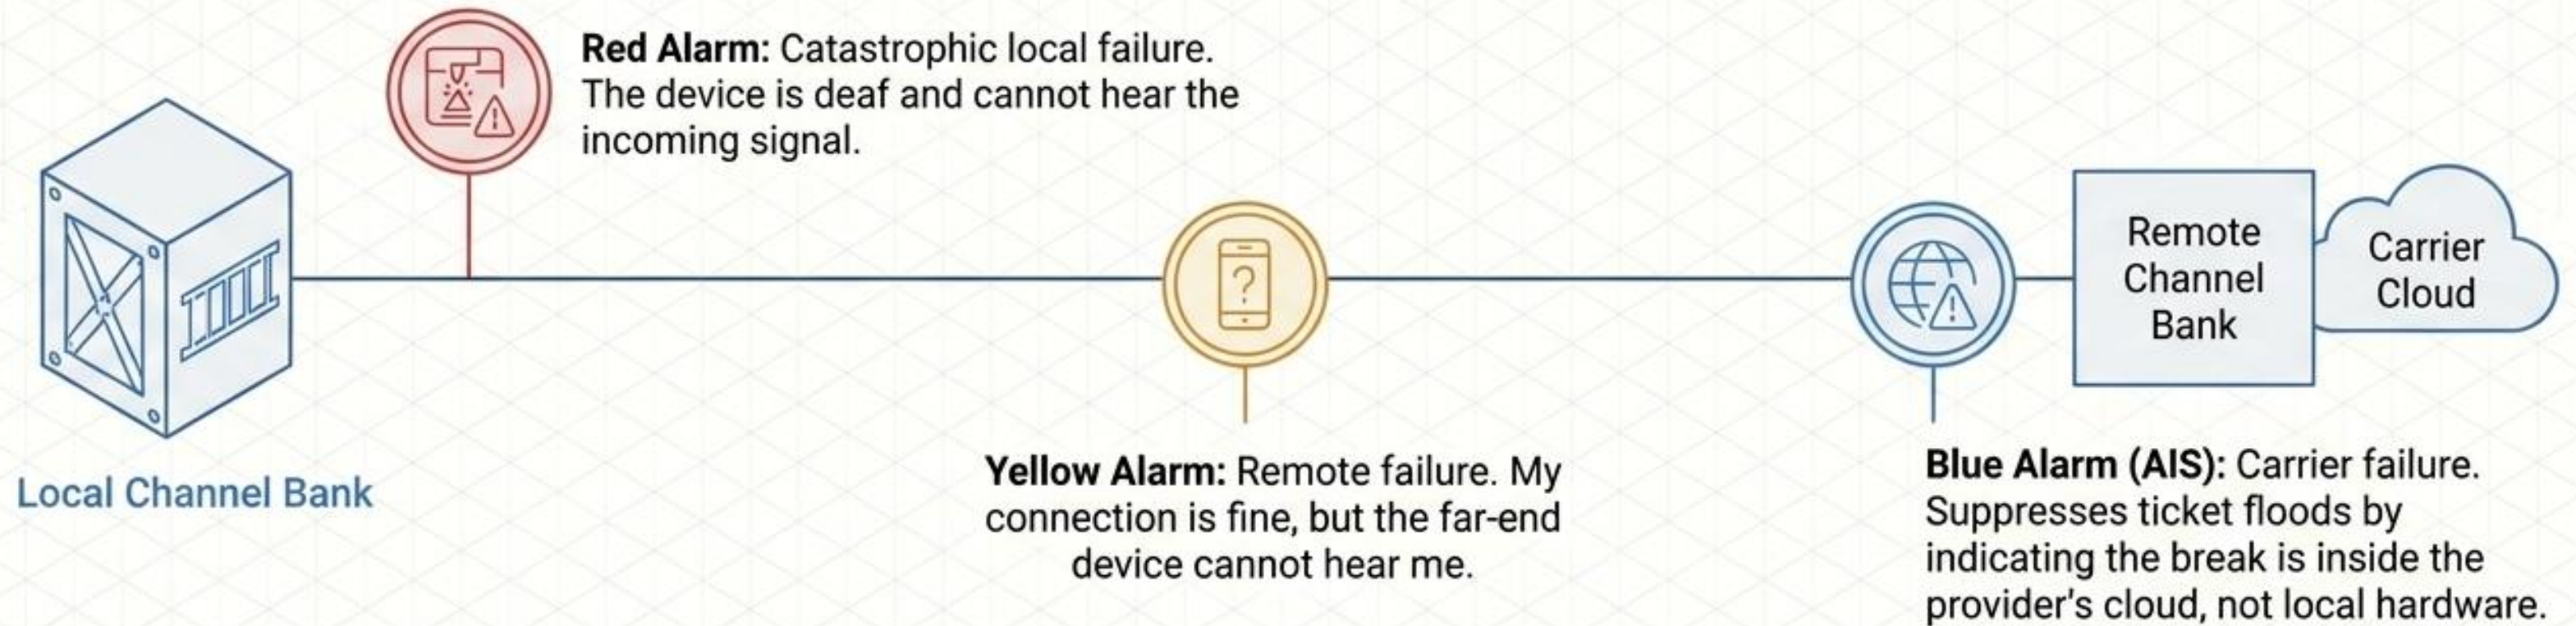 Red Alarm: Catastrophic local failure.
The device is deaf and cannot hear the
incoming signal.
?
Remote
Channel
Bank
Carrier
Cloud
Local Channel Bank
Yellow Alarm: Remote failure. My
connection is fine, but the far-end
device cannot hear me.
Blue Alarm (AIS): Carrier failure.
Suppresses ticket floods by
indicating the break is inside the
provider's cloud, not local hardware.